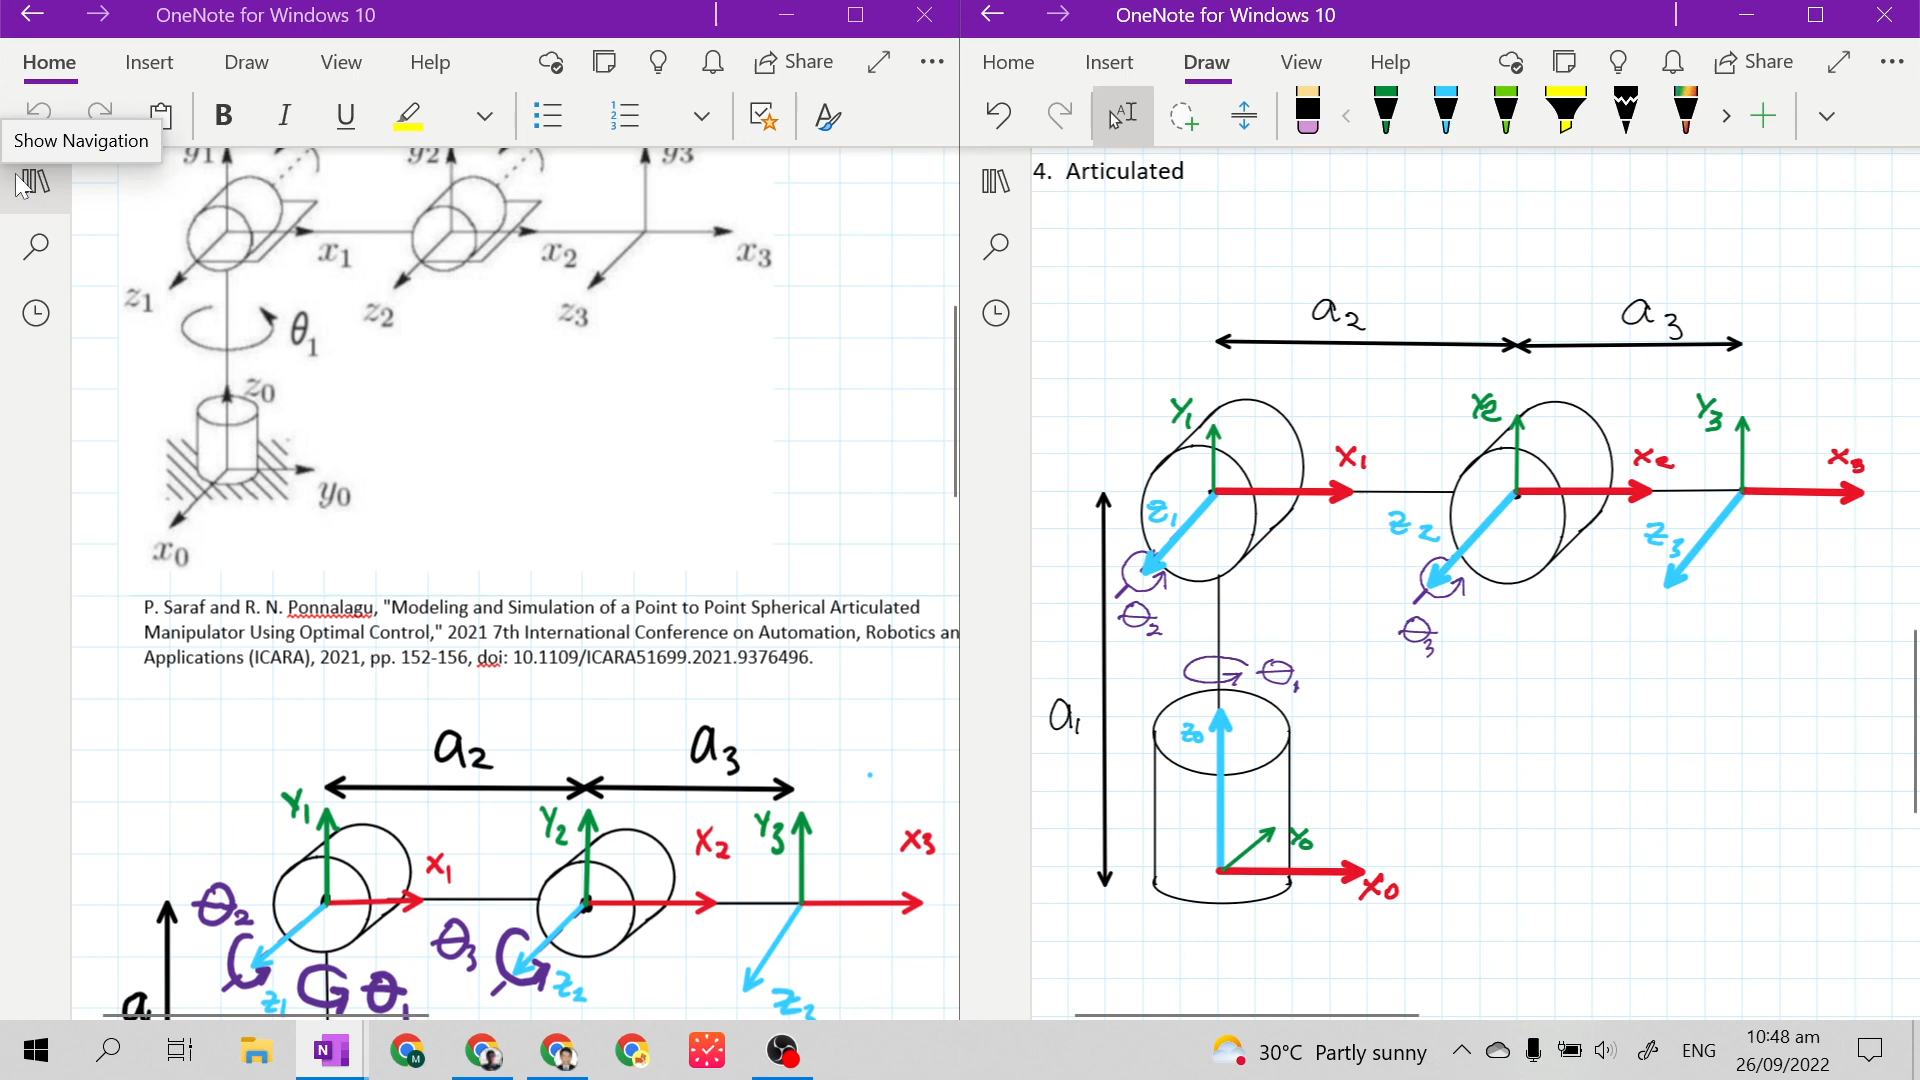 OneNote for Windows 10
Home Insert Draw View Help Share
B I U
Show Navigation
y1 y2 y3
x1 x2 x3
z1 z2 z3
θ1
z0
y0
x0
P. Saraf and R. N. Ponnalagu, "Modeling and Simulation of a Point to Point Spherical Articulated
Manipulator Using Optimal Control," 2021 7th International Conference on Automation, Robotics an
Applications (ICARA), 2021, pp. 152-156, doi: 10.1109/ICARA51699.2021.9376496.
a2 a3
Y1 Y2 Y3
X1 X2 X3
θ2 θ3
z1 θ1 z2 z2
a
OneNote for Windows 10
Home Insert Draw View Help Share
4. Articulated
a2 a3
Y1 Y2 Y3
X1 X2 X3
z1 z2 z3
θ2 θ3
θ1
a1
z0
Y0
X0
30°C Partly sunny ENG 10:48 am
26/09/2022